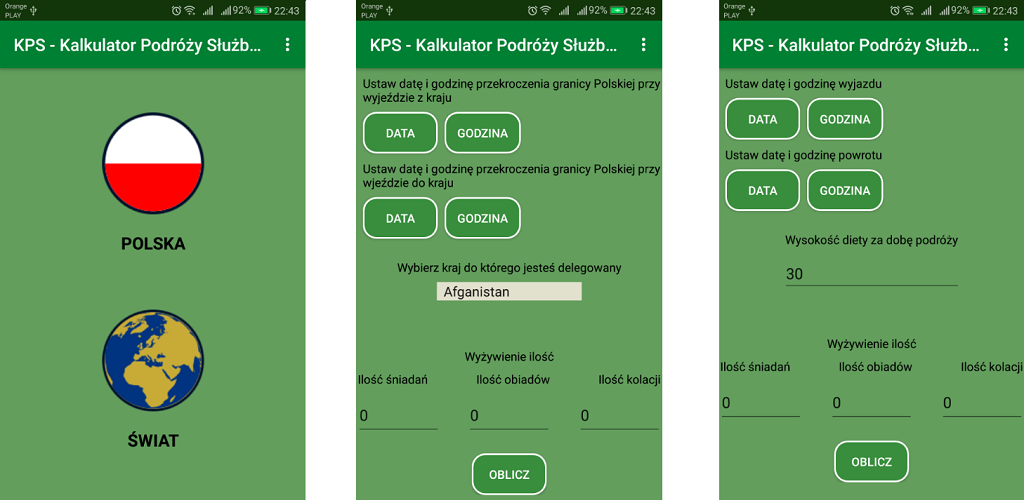 Orange
PLAY
92% 22:43
KPS - Kalkulator Podróży Służb...
POLSKA
ŚWIAT
Orange
PLAY
92% 22:43
KPS - Kalkulator Podróży Służb...
Ustaw datę i godzinę przekroczenia granicy Polskiej przy
wyjeździe z kraju
DATA GODZINA
Ustaw datę i godzinę przekroczenia granicy Polskiej przy
wjeździe do kraju
DATA GODZINA
Wybierz kraj do którego jesteś delegowany
Afganistan
Wyżywienie ilość
Ilość śniadań Ilość obiadów Ilość kolacji
0 0 0
OBLICZ
Orange
PLAY
92% 22:43
KPS - Kalkulator Podróży Służb...
Ustaw datę i godzinę wyjazdu
DATA GODZINA
Ustaw datę i godzinę powrotu
DATA GODZINA
Wysokość diety za dobę podróży
30
Wyżywienie ilość
Ilość śniadań Ilość obiadów Ilość kolacji
0 0 0
OBLICZ